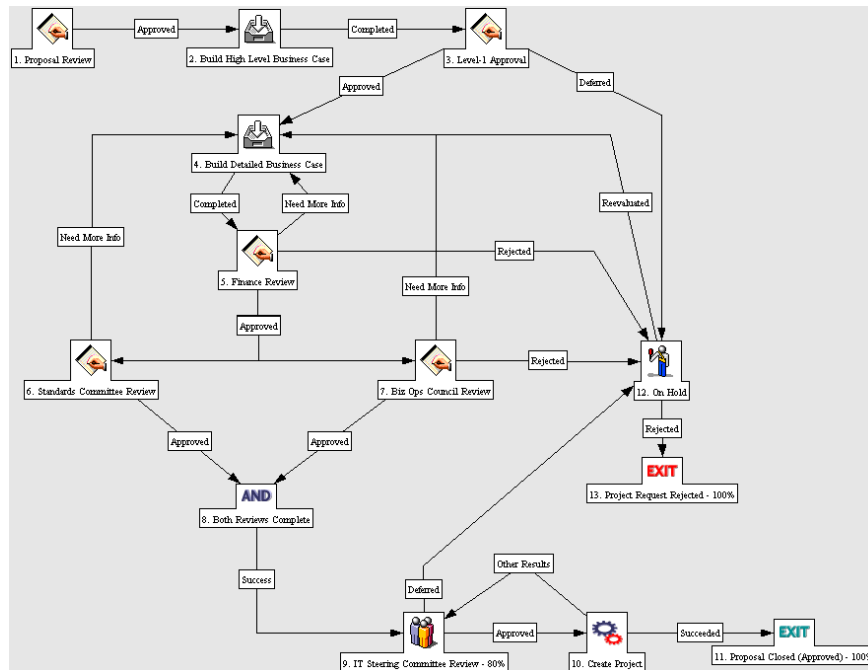 Approved
Completed
1. Proposal Review
2. Build High Level Business Case
3. Level-1 Approval
Approved
Deferred
4. Build Detailed Business Case
Completed
Need More Info
Reevaluated
Need More Info
Rejected
5. Finance Review
Need More Info
Approved
Rejected
6. Standards Committee Review
7. Biz Ops Council Review
12. On Hold
Approved
Approved
Rejected
AND
EXIT
13. Project Request Rejected - 100%
8. Both Reviews Complete
Other Results
Success
Deferred
Approved
Succeeded
EXIT
9. IT Steering Committee Review - 80%
10. Create Project
11. Proposal Closed (Approved) - 100%